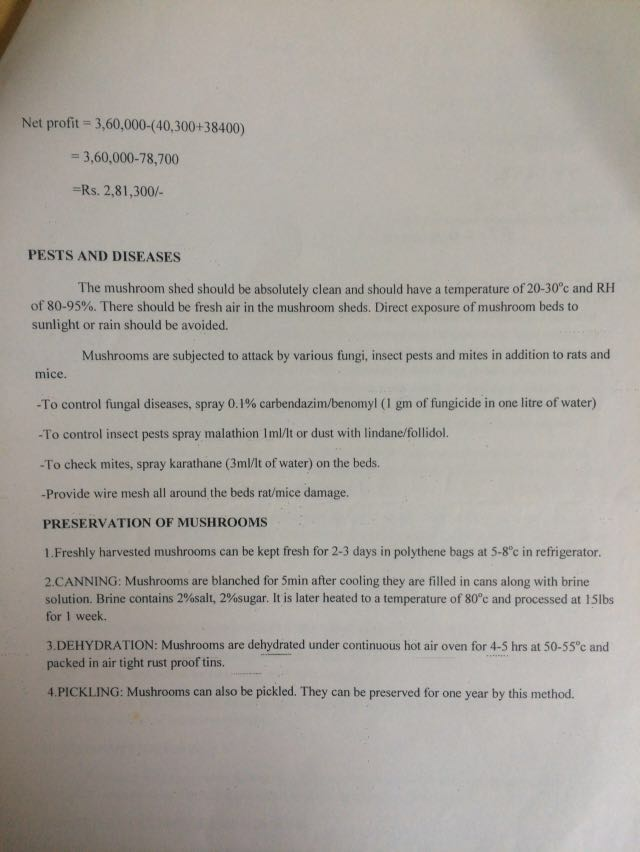 Net profit = 3,60,000-(40,300+38400)
= 3,60,000-78,700
=Rs. 2,81,300/-
PESTS AND DISEASES
The mushroom shed should be absolutely clean and should have a temperature of 20-30°c and RH
of 80-95%. There should be fresh air in the mushroom sheds. Direct exposure of mushroom beds to
sunlight or rain should be avoided.
Mushrooms are subjected to attack by various fungi, insect pests and mites in addition to rats and
mice.
-To control fungal diseases, spray 0.1% carbendazim/benomyl (1 gm of fungicide in one litre of water)
-To control insect pests spray malathion 1ml/lt or dust with lindane/follidol.
-To check mites, spray karathane (3ml/lt of water) on the beds.
-Provide wire mesh all around the beds rat/mice damage.
PRESERVATION OF MUSHROOMS
1.Freshly harvested mushrooms can be kept fresh for 2-3 days in polythene bags at 5-8°c in refrigerator.
2.CANNING: Mushrooms are blanched for 5min after cooling they are filled in cans along with brine
solution. Brine contains 2%salt, 2%sugar. It is later heated to a temperature of 80°c and processed at 15lbs
for 1 week.
3.DEHYDRATION: Mushrooms are dehydrated under continuous hot air oven for 4-5 hrs at 50-55°c and
packed in air tight rust proof tins.
4.PICKLING: Mushrooms can also be pickled. They can be preserved for one year by this method.